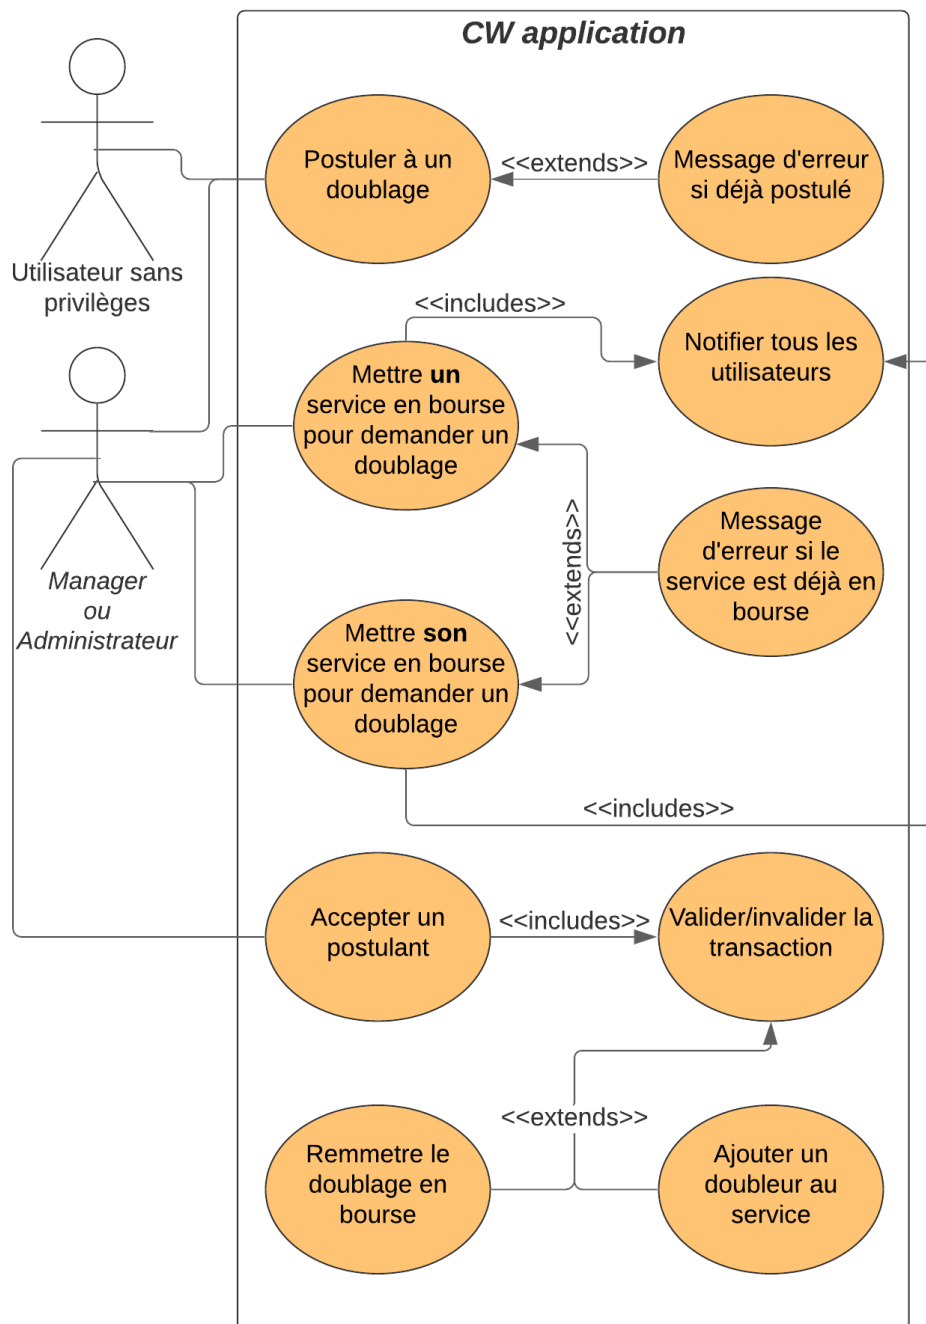 CW application
Postuler à un
doublage
<<extends>>
Message d'erreur
si déjà postulé
Utilisateur sans
privilèges
<<includes>>
Notifier tous les
utilisateurs
Mettre un
service en bourse
pour demander un
doublage
<<extends>>
Message
d'erreur si le
service est déjà en
bourse
Manager
ou
Administrateur
Mettre son
service en bourse
pour demander un
doublage
<<includes>>
Accepter un
postulant
<<includes>>
Valider/invalider la
transaction
<<extends>>
Remmetre le
doublage en
bourse
Ajouter un
doubleur au
service